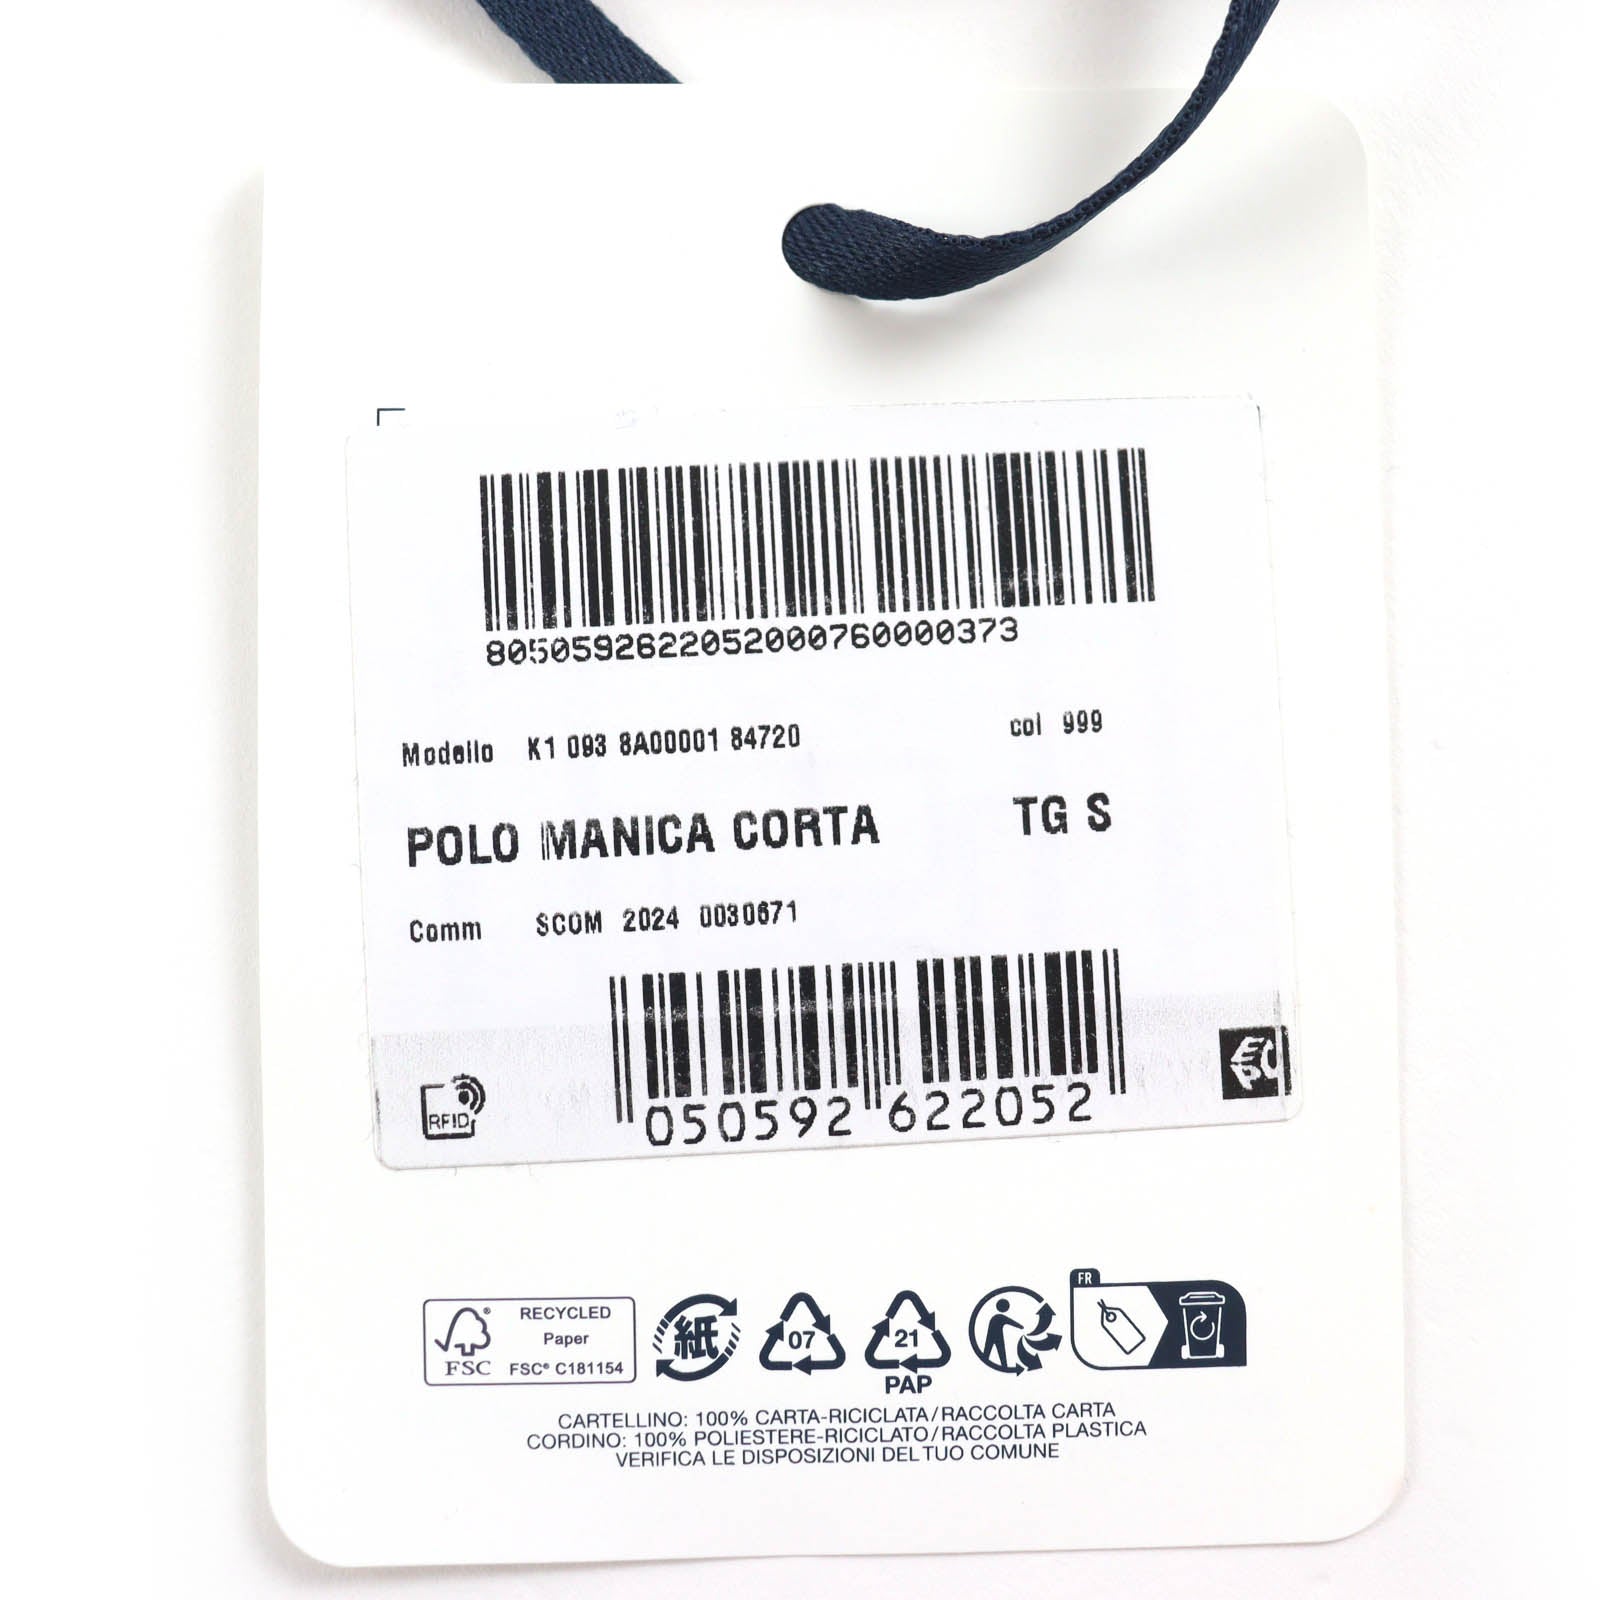 8050592622052000760000373
Modello K1 093 8A00001 84720 col 999
POLO MANICA CORTA TG S
Comm SCOM 2024 0030671
RFID
050592 622052
FR
RECYCLED
Paper
FSC® C181154
FSC
紙
07
21
PAP
CARTELLINO: 100% CARTA-RICICLATA/RACCOLTA CARTA
CORDINO: 100% POLIESTERE-RICICLATO/RACCOLTA PLASTICA
VERIFICA LE DISPOSIZIONI DEL TUO COMUNE